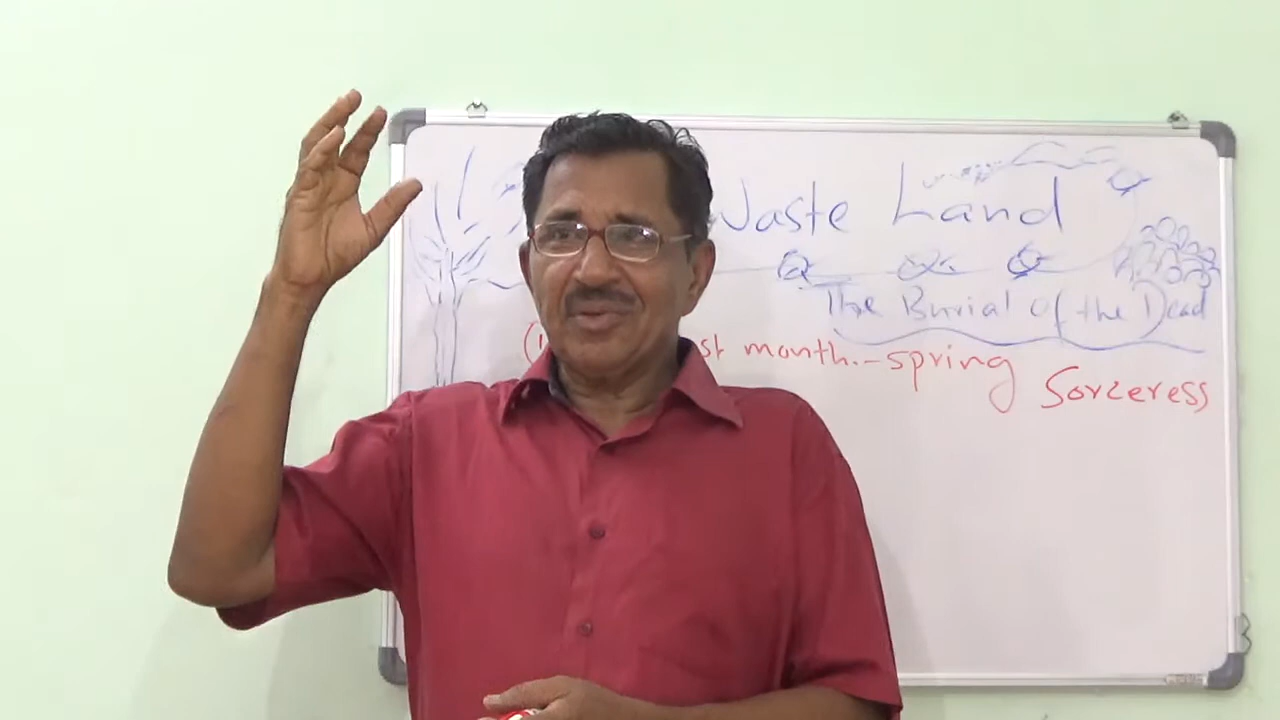 Waste Land
The Burial of the Dead
st month.-spring
Sorceress